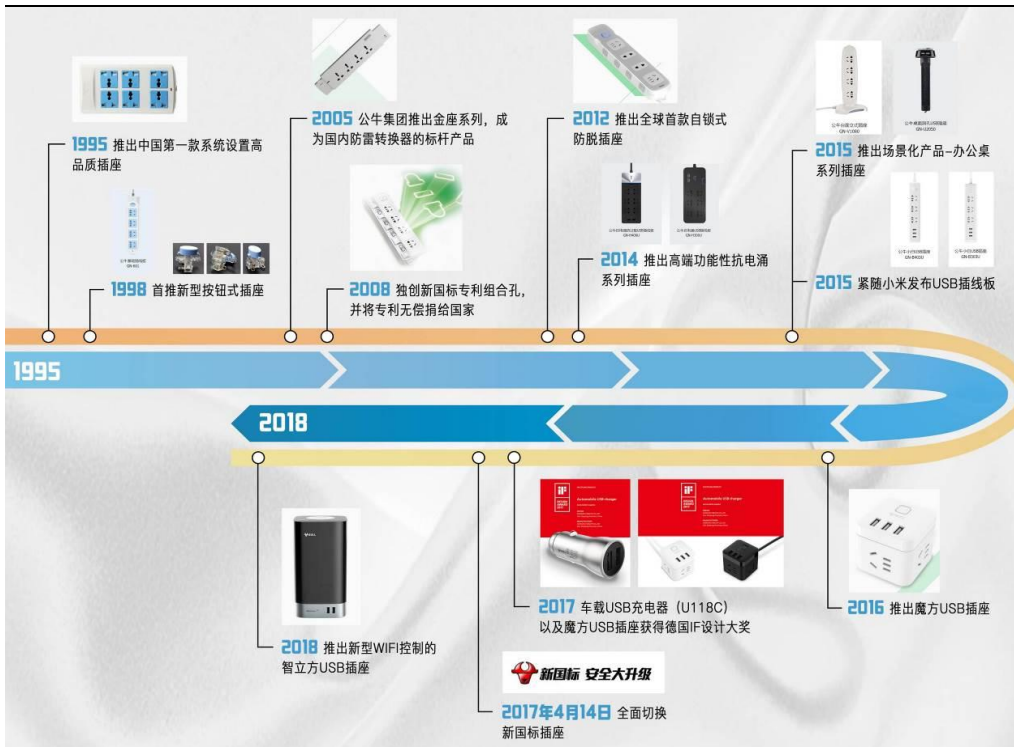 1995 推出中国第一款系统设置高
品质插座
1998 首推新型按钮式插座
2005 公牛集团推出金座系列，成
为国内防雷转换器的标杆产品
2008 独创新国标专利组合孔，
并将专利无偿捐给国家
2012 推出全球首款自锁式
防脱插座
2014 推出高端功能性抗电涌
系列插座
2015 推出场景化产品-办公桌
系列插座
2015 紧随小米发布USB插线板
1995
2018
2018 推出新型WIFI控制的
智立方USB插座
iF
2017 车载USB充电器（U118C）
以及魔方USB插座获得德国IF设计大奖
新国标 安全大升级
2017年4月14日 全面切换
新国标插座
2016 推出魔方USB插座